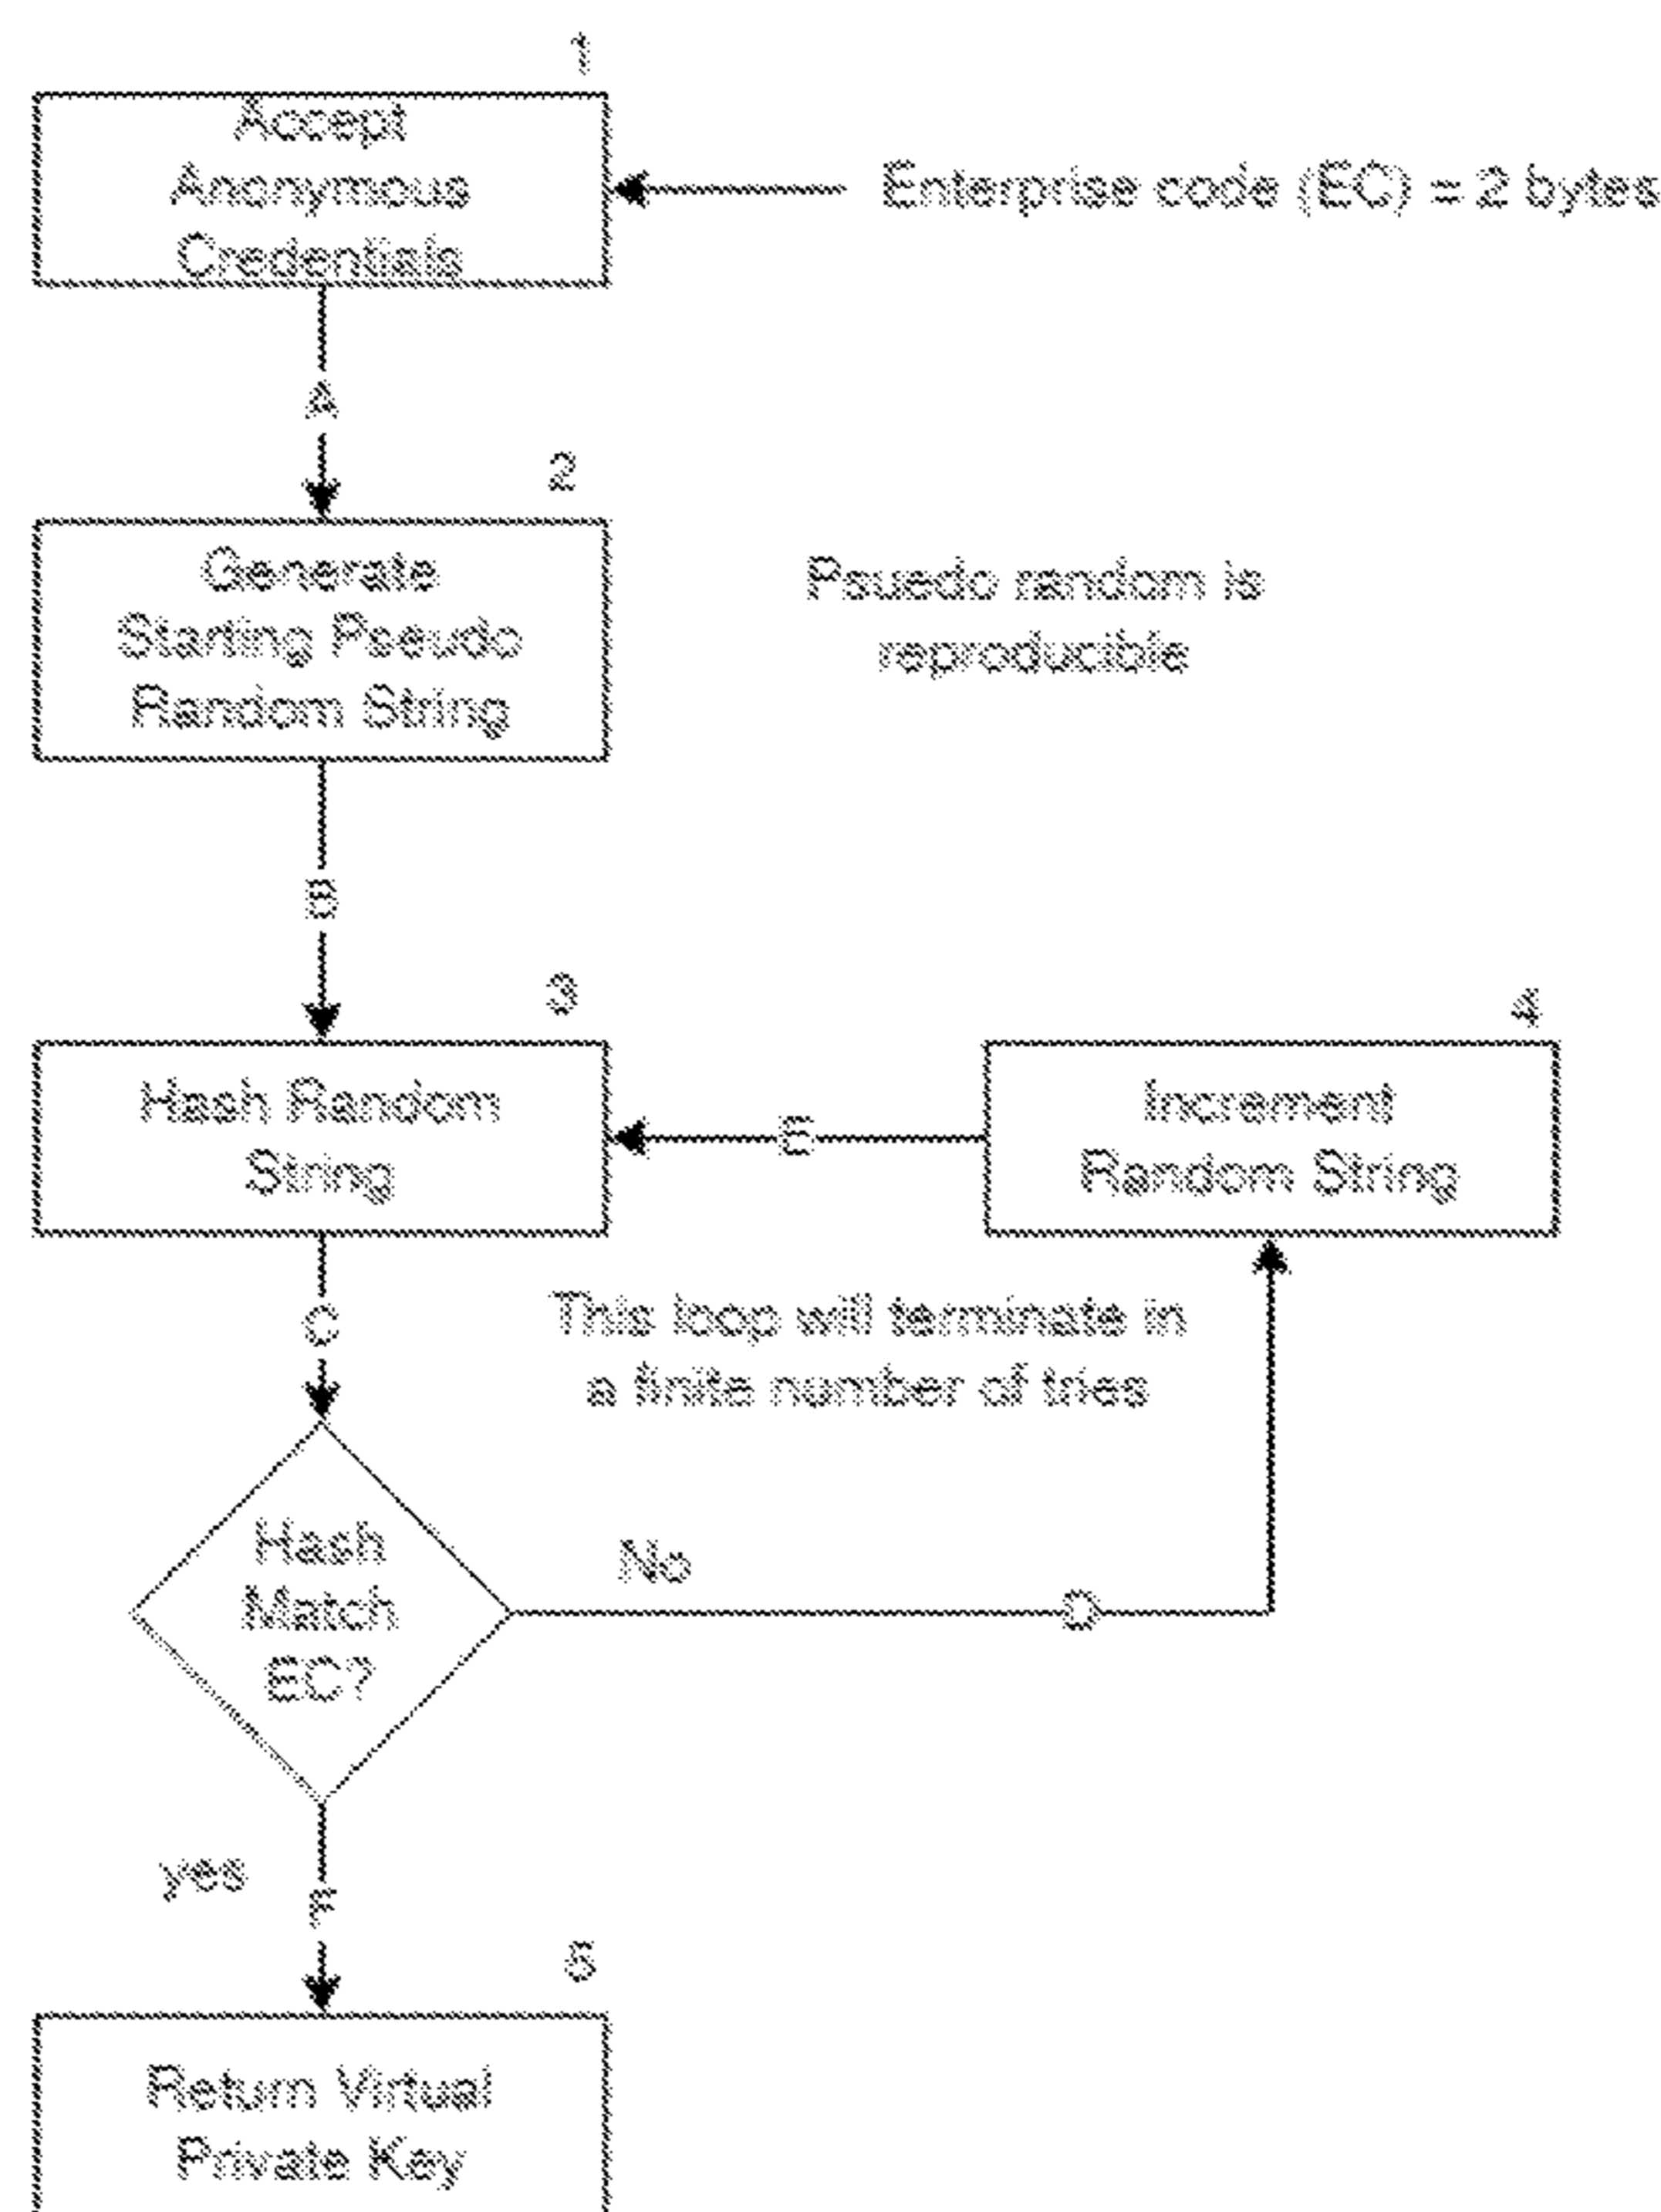 1
Accept
Anonymous
Credentials
Enterprise code (EC) = 2 bytes
A
2
Generate
Starting Pseudo
Random String
Psuedo random is
reproducible
B
3
Hash Random
String
E
4
Increment
Random String
C
This loop will terminate in
a finite number of tries
Hash
Match
EC?
No
D
yes
F
5
Return Virtual
Private Key